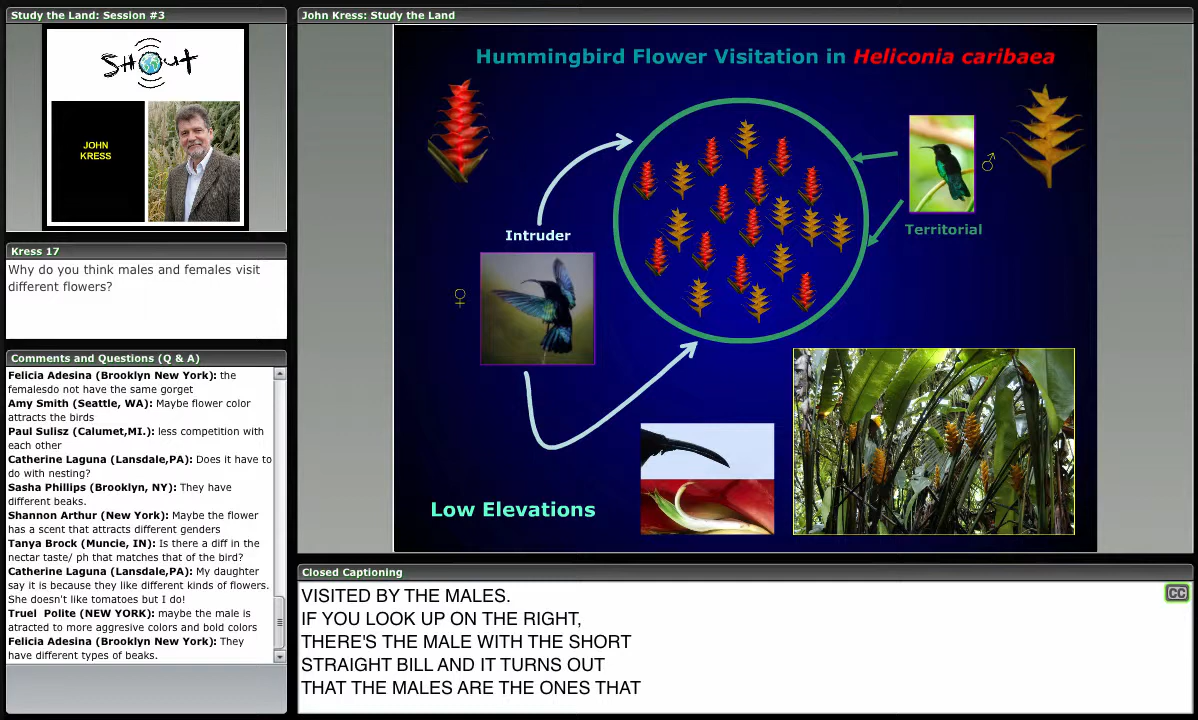 Study the Land: Session #3
SHOUT
JOHN
KRESS
Kress 17
Why do you think males and females visit
different flowers?
Comments and Questions (Q & A)
Felicia Adesina (Brooklyn New York): the
femalesdo not have the same gorget
Amy Smith (Seattle, WA): Maybe flower color
attracts the birds
Paul Sulisz (Calumet,MI.): less competition with
each other
Catherine Laguna (Lansdale,PA): Does it have to
do with nesting?
Sasha Phillips (Brooklyn, NY): They have
different beaks.
Shannon Arthur (New York): Maybe the flower
has a scent that attracts different genders
Tanya Brock (Muncie, IN): Is there a diff in the
nectar taste/ ph that matches that of the bird?
Catherine Laguna (Lansdale,PA): My daughter
say it is because they like different kinds of flowers.
She doesn't like tomatoes but I do!
Truel  Polite (NEW YORK): maybe the male is
atracted to more aggresive colors and bold colors
Felicia Adesina (Brooklyn New York): They
have different types of beaks.
John Kress: Study the Land
Hummingbird Flower Visitation in Heliconia caribaea
♂
Territorial
Intruder
♀
Low Elevations
Closed Captioning
CC
VISITED BY THE MALES.
IF YOU LOOK UP ON THE RIGHT,
THERE'S THE MALE WITH THE SHORT
STRAIGHT BILL AND IT TURNS OUT
THAT THE MALES ARE THE ONES THAT